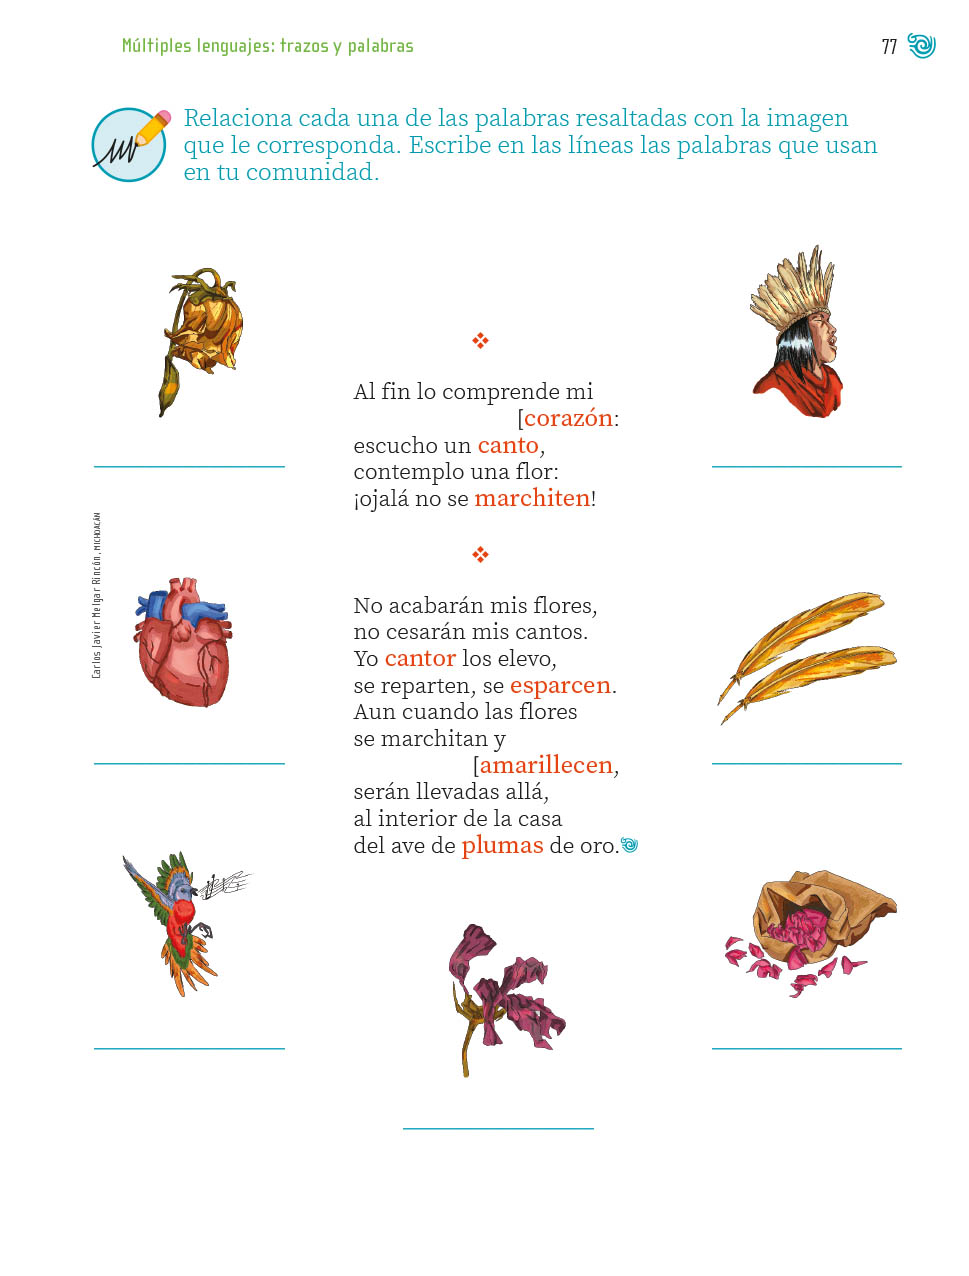 Múltiples lenguajes: trazos y palabras
77
Relaciona cada una de las palabras resaltadas con la imagen
que le corresponda. Escribe en las líneas las palabras que usan
en tu comunidad.
Al fin lo comprende mi
[corazón:
escucho un canto,
contemplo una flor:
¡ojalá no se marchiten!
No acabarán mis flores,
no cesarán mis cantos.
Yo cantor los elevo,
se reparten, se esparcen.
Aun cuando las flores
se marchitan y
[amarillecen,
serán llevadas allá,
al interior de la casa
del ave de plumas de oro.
Carlos Javier Melgar Rincón, MICHOACÁN